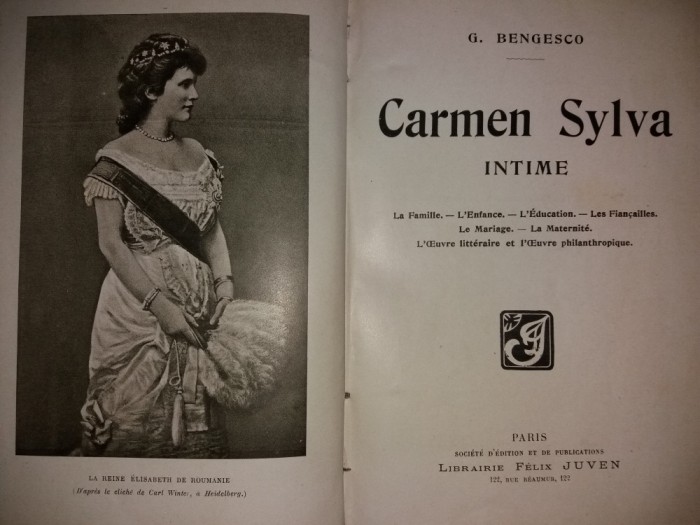 LA REINE ÉLISABETH DE ROUMANIE
(D'après le cliché de Carl Winter, à Heidelberg.)
G. BENGESCO
Carmen Sylva
INTIME
La Famille. — L'Enfance. — L'Éducation. — Les Fiançailles.
Le Mariage. — La Maternité.
L'Œuvre littéraire et l'Œuvre philanthropique.
PARIS
SOCIÉTÉ D'ÉDITION ET DE PUBLICATIONS
LIBRAIRIE FÉLIX JUVEN
122, RUE RÉAUMUR, 122